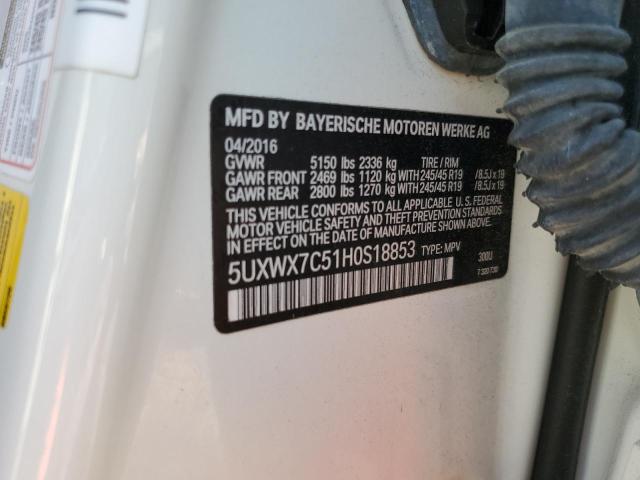 MFD BY BAYERISCHE MOTOREN WERKE AG
04/2016
GVWR 5150 lbs 2336 kg TIRE / RIM
GAWR FRONT 2469 lbs 1120 kg WITH 245/45 R19 /8.5J x 19
GAWR REAR 2800 lbs 1270 kg WITH 245/45 R19 /8.5J x 19
THIS VEHICLE CONFORMS TO ALL APPLICABLE U. S. FEDERAL
MOTOR VEHICLE SAFETY AND THEFT PREVENTION STANDARDS
IN EFFECT ON THE DATE OF MANUFACTURE SHOWN ABOVE.
5UXWX7C51H0S18853 TYPE: MPV 300U